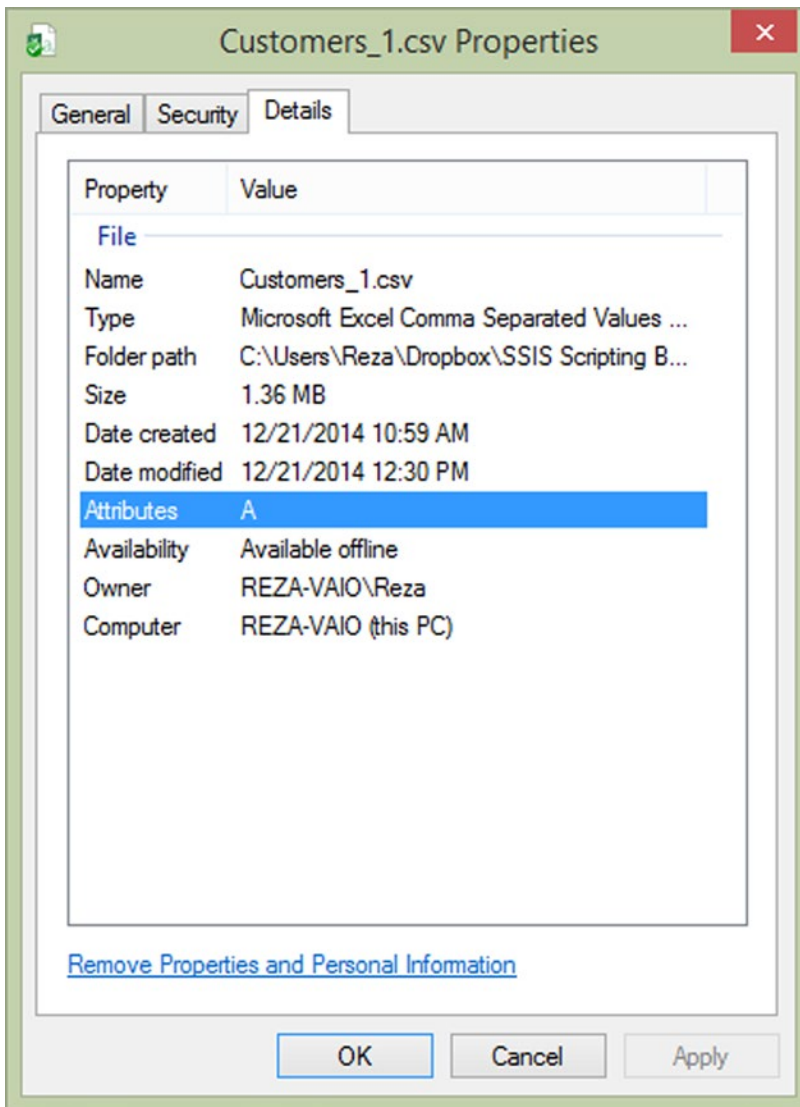 Customers_1.csv Properties
General Security Details
Property Value
File
Name Customers_1.csv
Type Microsoft Excel Comma Separated Values ...
Folder path C:\Users\Reza\Dropbox\SSIS Scripting B...
Size 1.36 MB
Date created 12/21/2014 10:59 AM
Date modified 12/21/2014 12:30 PM
Attributes A
Availability Available offline
Owner REZA-VAIO\Reza
Computer REZA-VAIO (this PC)
Remove Properties and Personal Information
OK Cancel Apply